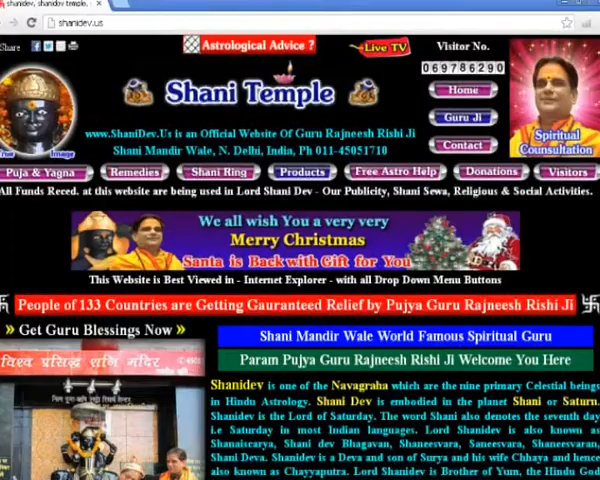 shanidev, shanidev temple,
shanidev.us
Share
Astrological Advice ?
Live TV
Visitor No.
069786290
Shani Temple
Home
Guru Ji
Contact
True Image
Spiritual
Counsultation
www.ShaniDev.Us is an Official Website Of Guru Rajneesh Rishi Ji
Shani Mandir Wale, N. Delhi, India, Ph 011-45051710
Puja & Yagna Remedies Shani Ring Products Free Astro Help Donations Visitors
All Funds Reced. at this website are being used in Lord Shani Dev - Our Publicity, Shani Sewa, Religious & Social Activities.
We all wish You a very very
Merry Christmas
Santa is Back with Gift for You
This Website is Best Viewed in - Internet Explorer - with all Drop Down Menu Buttons
People of 133 Countries are Getting Gauranteed Relief by Pujya Guru Rajneesh Rishi Ji
» Get Guru Blessings Now »
Shani Mandir Wale World Famous Spiritual Guru
Param Pujya Guru Rajneesh Rishi Ji Welcome You Here
विश्व प्रसिद्ध शनि मंदिर
Shanidev is one of the Navagraha which are the nine primary Celestial beings
in Hindu Astrology. Shani Dev is embodied in the planet Shani or Saturn.
Shanidev is the Lord of Saturday. The word Shani also denotes the seventh day
i.e Saturday in most Indian languages. Lord Shanidev is also known as
Shanaiscarya, Shani dev Bhagavan, Shaneesvara, Saneesvara, Shaneesvaran,
Shani Deva. Shanidev is a Deva and son of Surya and his wife Chhaya and hence
also known as Chayyaputra. Lord Shanidev is Brother of Yum, the Hindu God